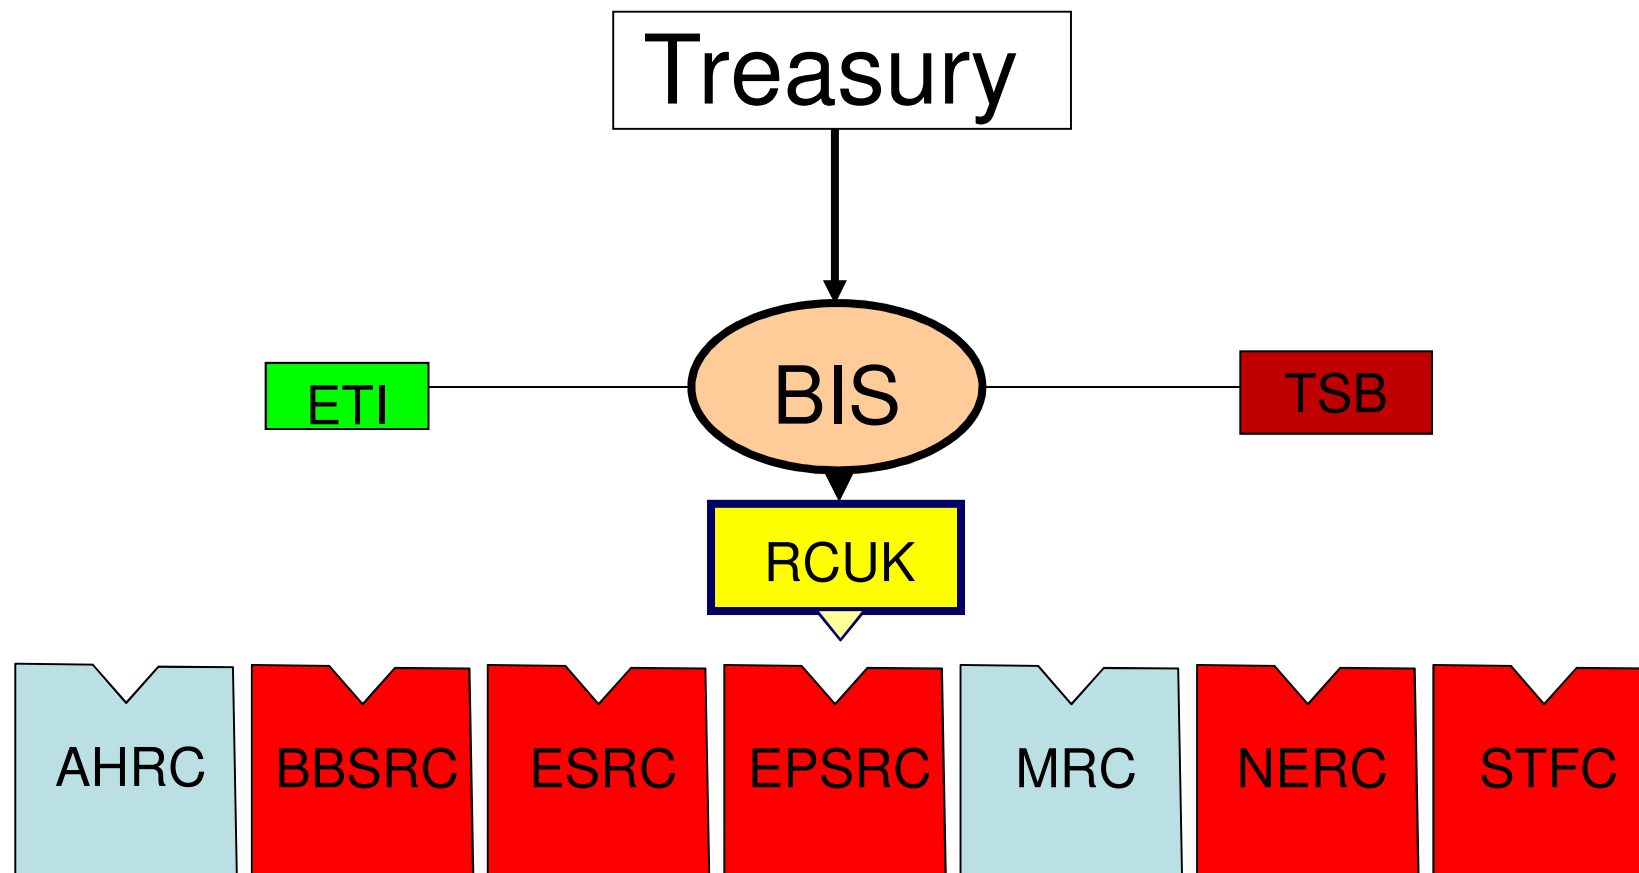 Treasury
ETI
BIS
TSB
RCUK
AHRC
BBSRC
ESRC
EPSRC
MRC
NERC
STFC